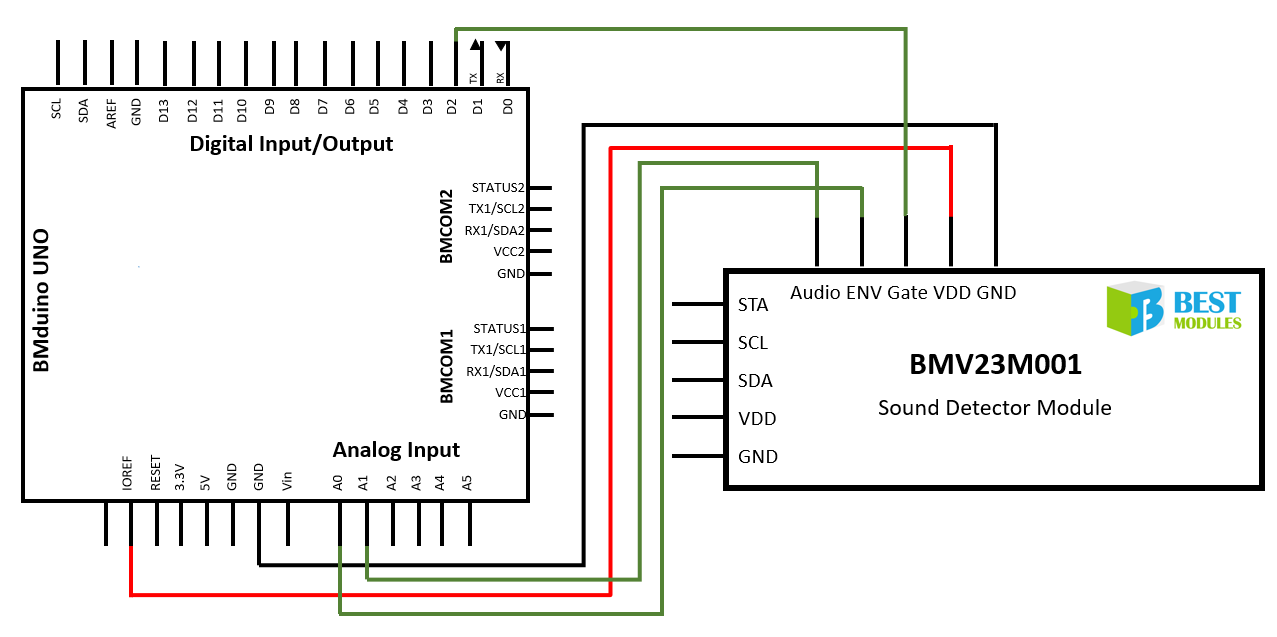 TX
RX
SCL
SDA
AREF
GND
D13
D12
D11
D10
D9
D8
D7
D6
D5
D4
D3
D2
D1
D0
Digital Input/Output
BMduino UNO
BMCOM2
STATUS2
TX1/SCL2
RX1/SDA2
VCC2
GND
BMCOM1
STATUS1
TX1/SCL1
RX1/SDA1
VCC1
GND
Analog Input
IOREF
RESET
3.3V
5V
GND
GND
Vin
A0
A1
A2
A3
A4
A5
Audio ENV Gate VDD GND
BEST
MODULES
STA
SCL
SDA
VDD
GND
BMV23M001
Sound Detector Module